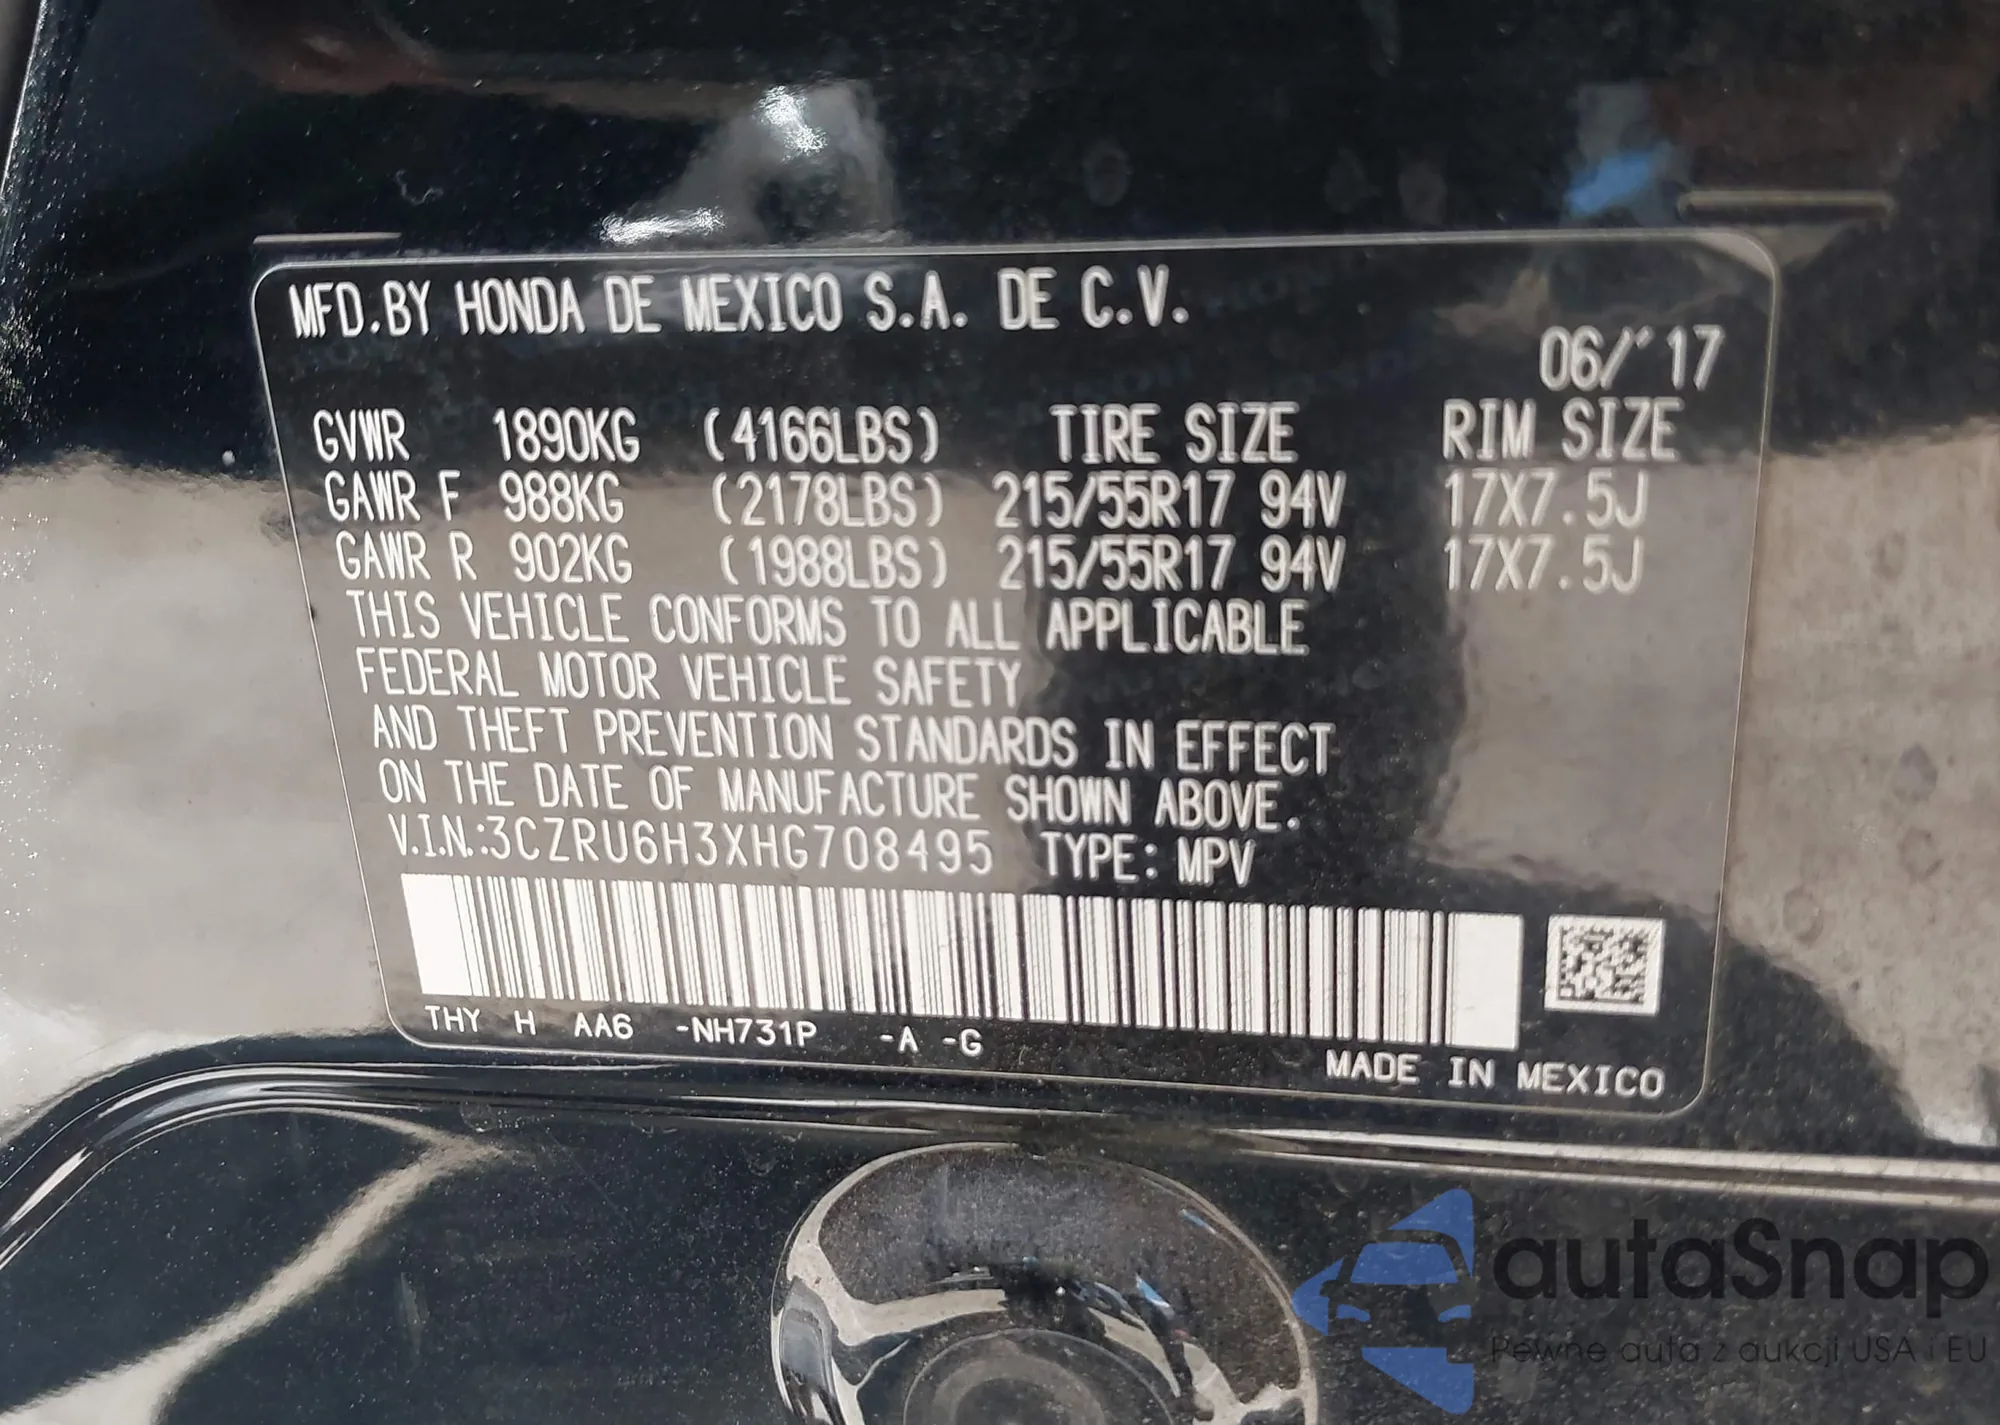 MFD.BY HONDA DE MEXICO S.A. DE C.V.
06/"17
GVWR 1890KG (4166LBS) TIRE SIZE RIM SIZE
GAWR F 988KG (2178LBS) 215/55R17 94V 17X7.5J
GAWR R 902KG (1988LBS) 215/55R17 94V 17X7.5J
THIS VEHICLE CONFORMS TO ALL APPLICABLE
FEDERAL MOTOR VEHICLE SAFETY
AND THEFT PREVENTION STANDARDS IN EFFECT
ON THE DATE OF MANUFACTURE SHOWN ABOVE.
V.I.N.:3CZRU6H3XHG708495 TYPE: MPV
THY H AA6 -NH731P -A -G
MADE IN MEXICO
autaSnap
Pewne auta z aukcji USA i EU